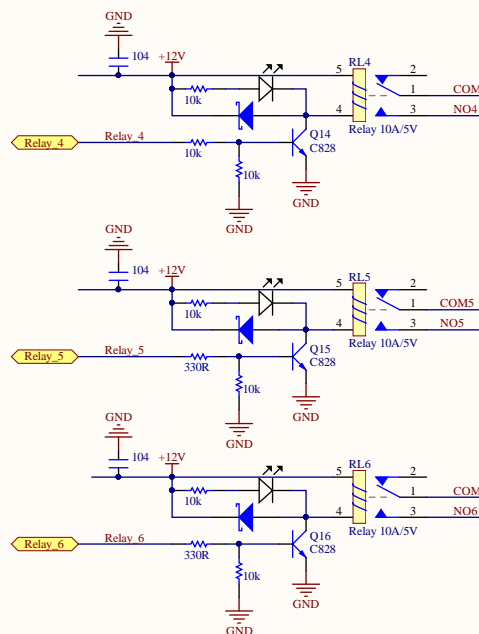 GND
104
+12V
RL4
5
2
10k
1
COM
4
3
NO4
Relay 10A/5V
Relay_4
Relay_4
10k
Q14
C828
10k
GND
GND
GND
104
+12V
RL5
5
2
10k
1
COM5
4
3
NO5
Relay 10A/5V
Relay_5
Relay_5
330R
Q15
C828
10k
GND
GND
GND
104
+12V
RL6
5
2
10k
1
COM
4
3
NO6
Relay 10A/5V
Relay_6
Relay_6
330R
Q16
C828
10k
GND
GND